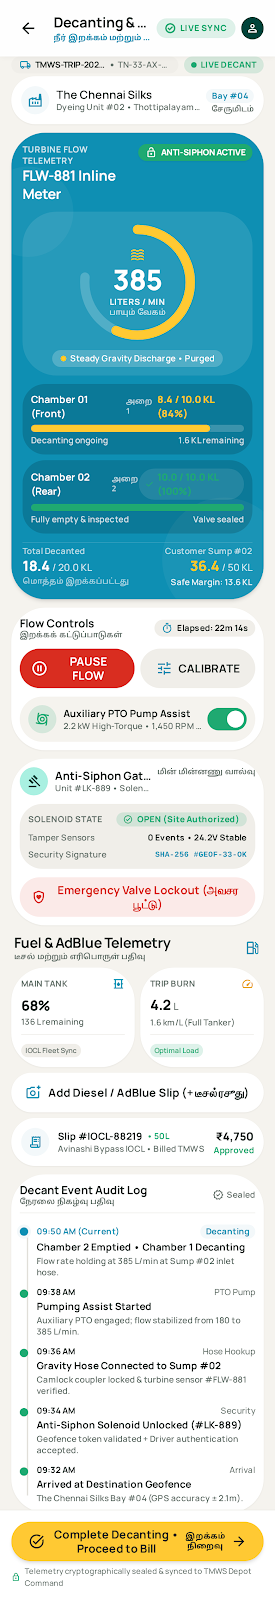 Decanting & ...
நீர் இறக்கம் மற்றும் ...
LIVE SYNC
TMWS-TRIP-202... • TN-33-AX-...
LIVE DECANT
The Chennai Silks
Dyeing Unit #02 • Thottipalayam...
Bay #04
சேருமிடம்
TURBINE FLOW TELEMETRY
FLW-881 Inline Meter
ANTI-SIPHON ACTIVE
385
LITERS / MIN
பாயும் வேகம்
Steady Gravity Discharge • Purged
Chamber 01 (Front)
அறை 1
8.4 / 10.0 KL (84%)
Decanting ongoing
1.6 KL remaining
Chamber 02 (Rear)
அறை 2
10.0 / 10.0 KL (100%)
Fully empty & inspected
Valve sealed
Total Decanted
18.4 / 20.0 KL
மொத்தம் இறக்கப்பட்டது
Customer Sump #02
36.4 / 50 KL
Safe Margin: 13.6 KL
Flow Controls
இறக்கக் கட்டுப்பாடுகள்
Elapsed: 22m 14s
PAUSE FLOW
CALIBRATE
Auxiliary PTO Pump Assist
2.2 kW High-Torque • 1,450 RPM ...
Anti-Siphon Gat...
மின் மின்னணு வால்வு
Unit #LK-889 • Solen...
SOLENOID STATE
OPEN (Site Authorized)
Tamper Sensors
0 Events • 24.2V Stable
Security Signature
SHA-256 #GE0F-33-OK
Emergency Valve Lockout (அவசர பூட்டு)
Fuel & AdBlue Telemetry
டீசல் மற்றும் எரிபொருள் பதிவு
MAIN TANK
68%
136 L remaining
IOCL Fleet Sync
TRIP BURN
4.2 L
1.6 km/L (Full Tanker)
Optimal Load
Add Diesel / AdBlue Slip (+ டீசல் ரசீது)
Slip #IOCL-88219 • 50L
Avinashi Bypass IOCL • Billed TMWS
₹4,750
Approved
Decant Event Audit Log
நேரலை நிகழ்வு பதிவு
Sealed
09:50 AM (Current)
Decanting
Chamber 2 Emptied • Chamber 1 Decanting
Flow rate holding at 385 L/min at Sump #02 inlet hose.
09:38 AM
PTO Pump
Pumping Assist Started
Auxiliary PTO engaged; flow stabilized from 180 to 385 L/min.
09:36 AM
Hose Hookup
Gravity Hose Connected to Sump #02
Camlock coupler locked & turbine sensor #FLW-881 verified.
09:34 AM
Security
Anti-Siphon Solenoid Unlocked (#LK-889)
Geofence token validated + Driver authentication accepted.
09:32 AM
Arrival
Arrived at Destination Geofence
The Chennai Silks Bay #04 (GPS accuracy ± 2.1m).
Complete Decanting • Proceed to Bill
இறக்கம் நிறைவு
Telemetry cryptographically sealed & synced to TMWS Depot Command